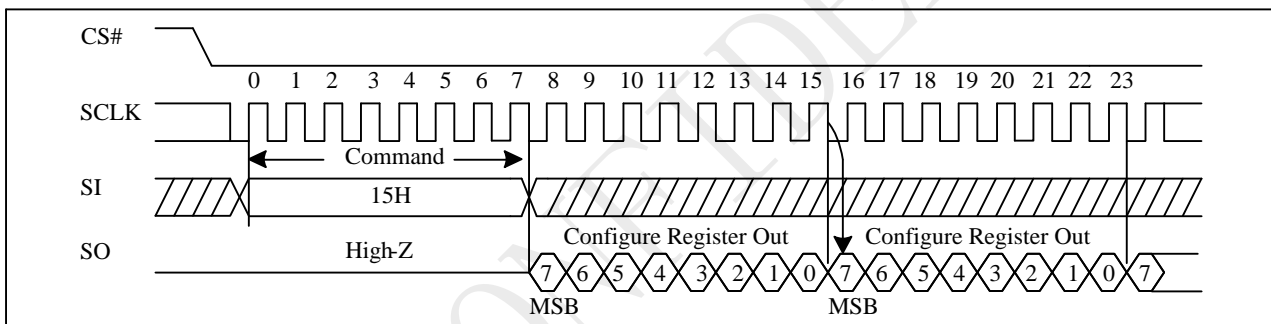 CS#
0 1 2 3 4 5 6 7 8 9 10 11 12 13 14 15 16 17 18 19 20 21 22 23
SCLK
Command
SI
15H
SO
High-Z
Configure Register Out Configure Register Out
7 6 5 4 3 2 1 0 7 6 5 4 3 2 1 0 7
MSB MSB